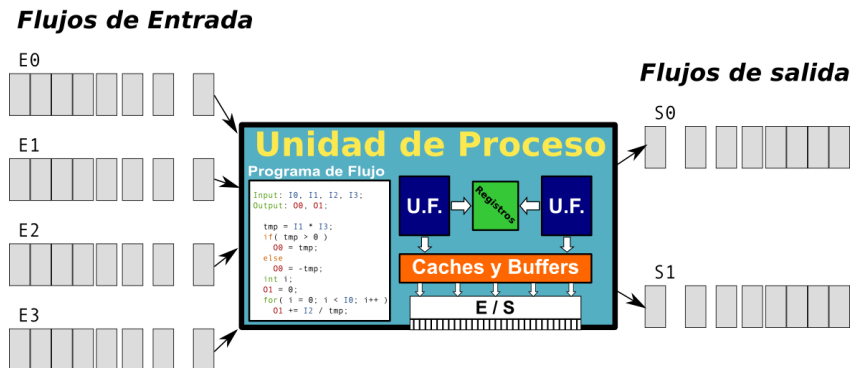 Flujos de Entrada
E0
E1
E2
E3
Unidad de Proceso
Programa de Flujo
Input: I0, I1, I2, I3;
Output: O0, O1;
tmp = I1 * I3;
if( tmp > 0 )
O0 = tmp;
else
O0 = -tmp;
int i;
O1 = 0;
for( i = 0; i < I0; i++ )
O1 += I2 / tmp;
U.F.
Registros
U.F.
Caches y Buffers
E / S
Flujos de salida
S0
S1